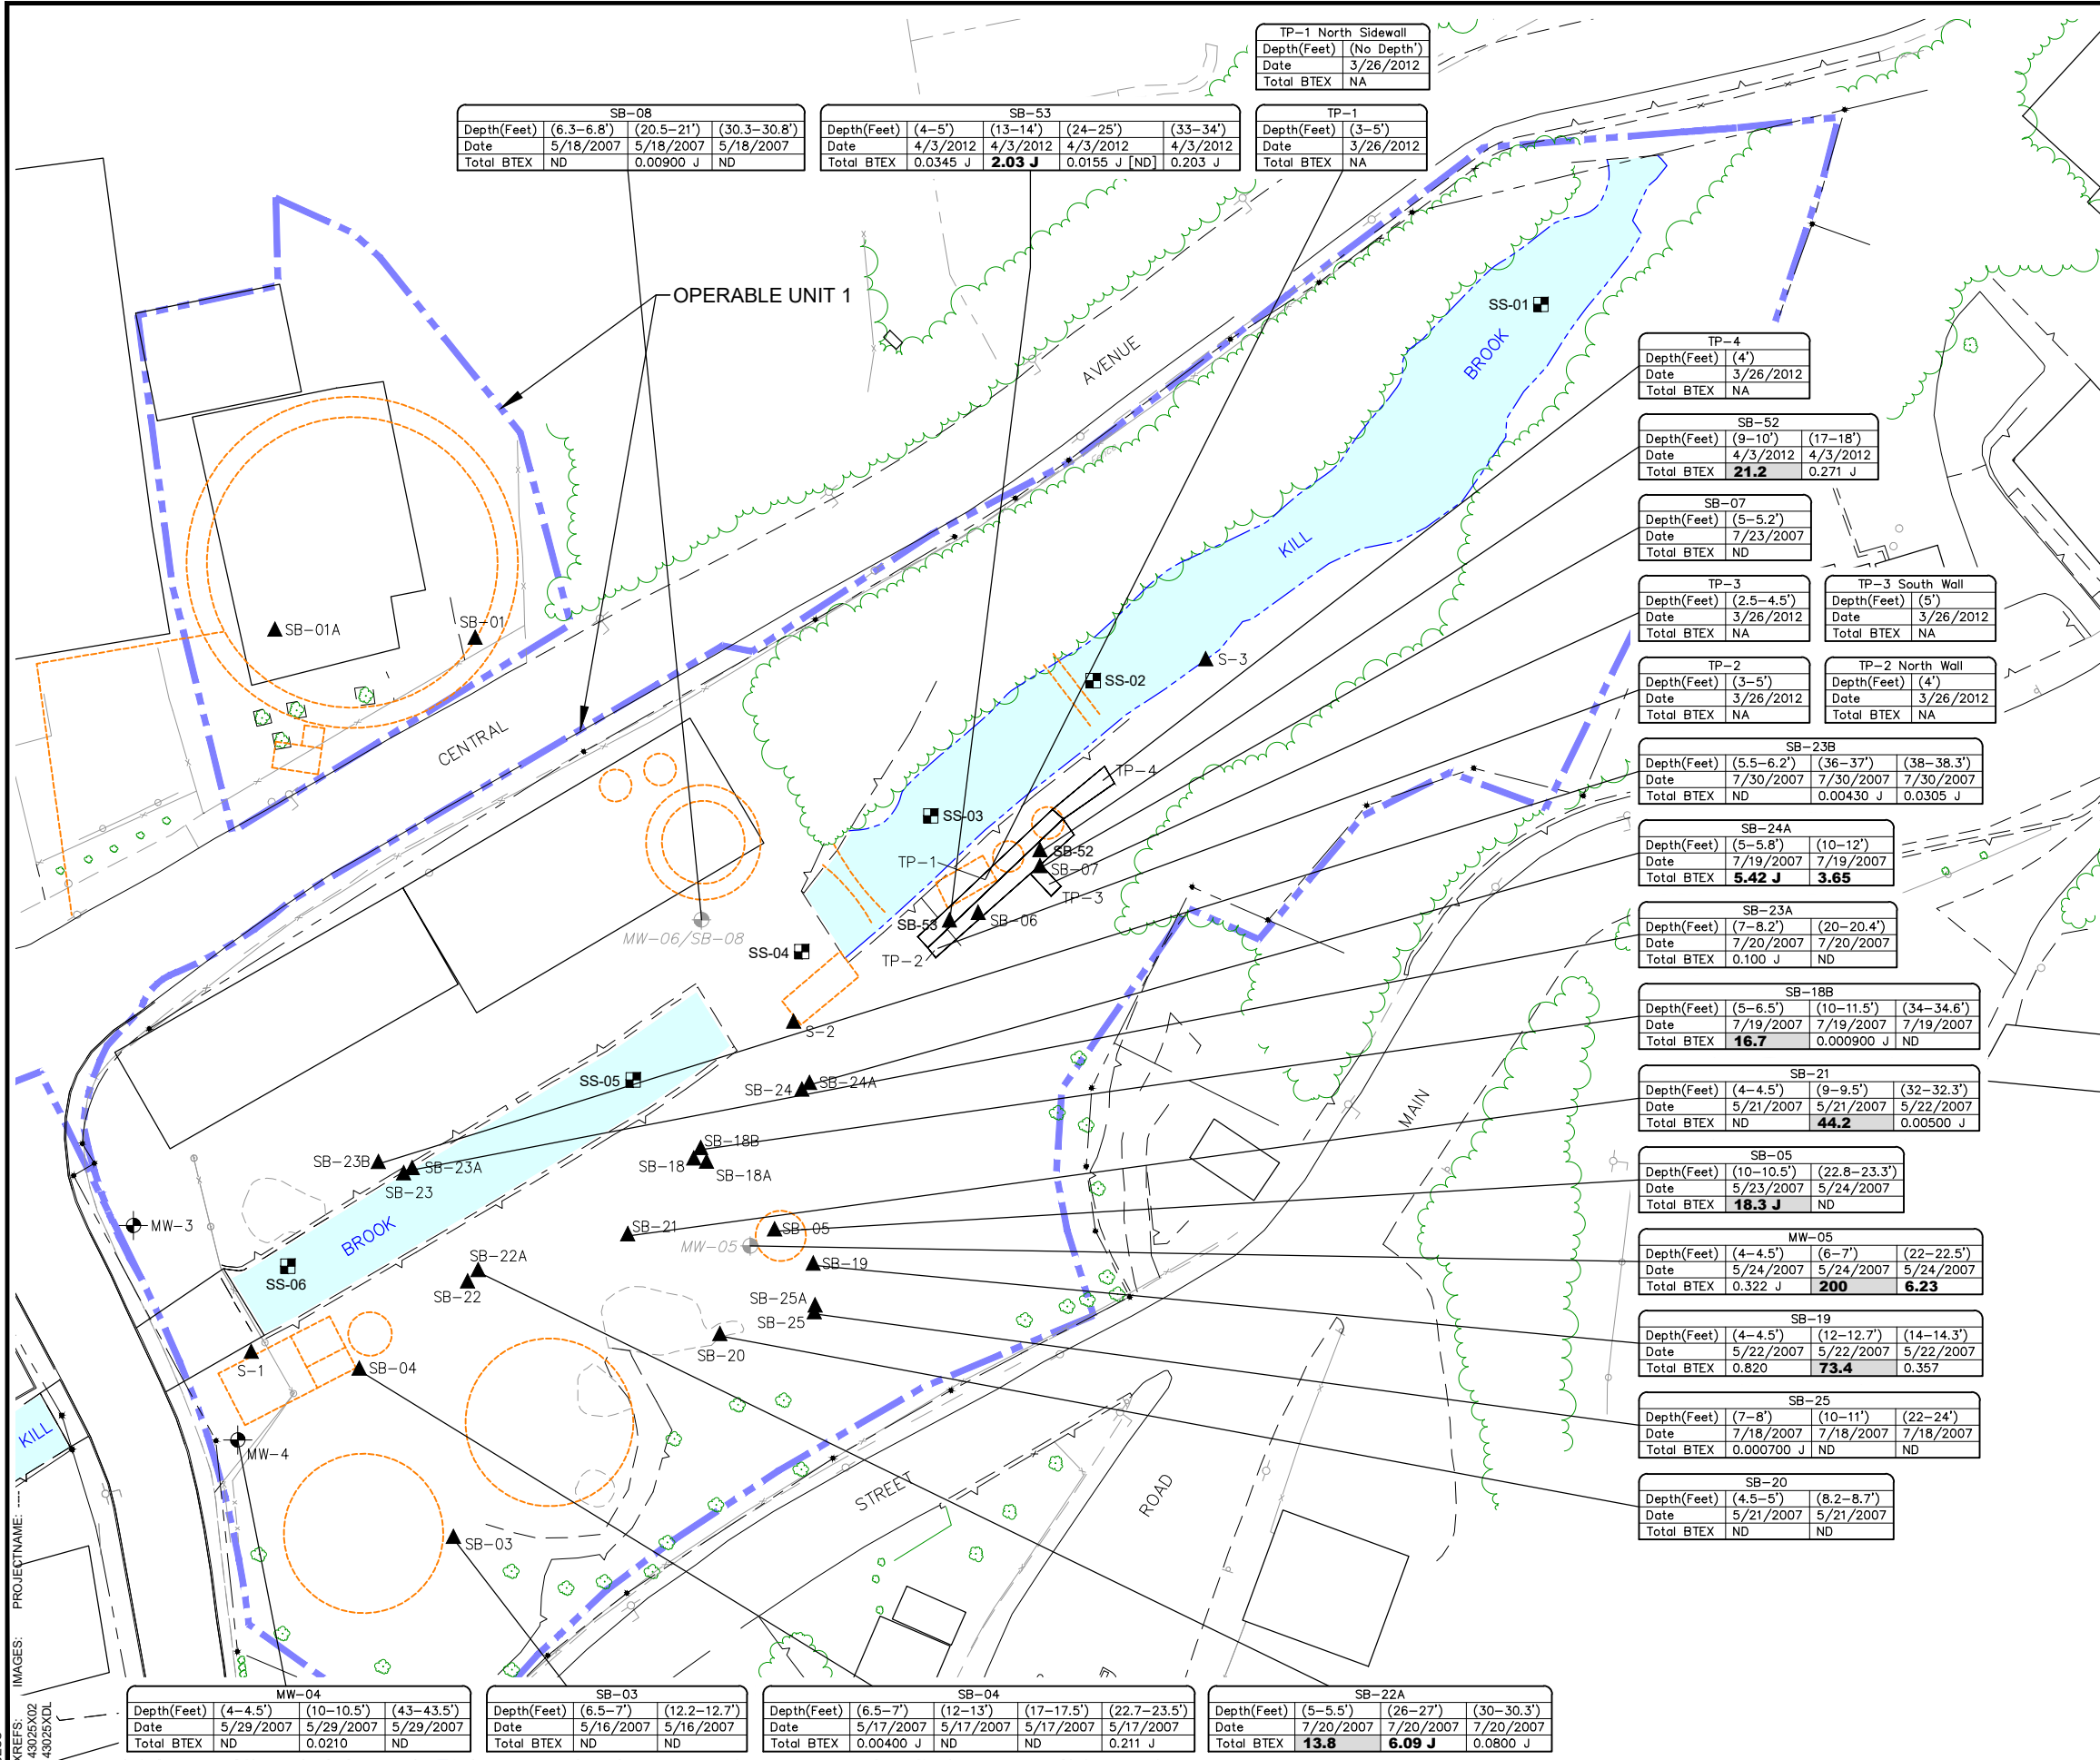 TP-1 North Sidewall
Depth(Feet) (No Depth')
Date 3/26/2012
Total BTEX NA
SB-08
Depth(Feet) (6.3-6.8') (20.5-21') (30.3-30.8')
Date 5/18/2007 5/18/2007 5/18/2007
Total BTEX ND 0.00900 J ND
SB-53
Depth(Feet) (4-5') (13-14') (24-25') (33-34')
Date 4/3/2012 4/3/2012 4/3/2012 4/3/2012
Total BTEX 0.0345 J 2.03 J 0.0155 J [ND] 0.203 J
TP-1
Depth(Feet) (3-5')
Date 3/26/2012
Total BTEX NA
OPERABLE UNIT 1
AVENUE
SS-01
BROOK
KILL
TP-4
Depth(Feet) (4')
Date 3/26/2012
Total BTEX NA
SB-52
Depth(Feet) (9-10') (17-18')
Date 4/3/2012 4/3/2012
Total BTEX 21.2 0.271 J
SB-07
Depth(Feet) (5-5.2')
Date 7/23/2007
Total BTEX ND
TP-3
Depth(Feet) (2.5-4.5')
Date 3/26/2012
Total BTEX NA
TP-3 South Wall
Depth(Feet) (5')
Date 3/26/2012
Total BTEX NA
TP-2
Depth(Feet) (3-5')
Date 3/26/2012
Total BTEX NA
TP-2 North Wall
Depth(Feet) (4')
Date 3/26/2012
Total BTEX NA
SB-23B
Depth(Feet) (5.5-6.2') (36-37') (38-38.3')
Date 7/30/2007 7/30/2007 7/30/2007
Total BTEX ND 0.00430 J 0.0305 J
SB-24A
Depth(Feet) (5-5.8') (10-12')
Date 7/19/2007 7/19/2007
Total BTEX 5.42 J 3.65
SB-23A
Depth(Feet) (7-8.2') (20-20.4')
Date 7/20/2007 7/20/2007
Total BTEX 0.100 J ND
SB-18B
Depth(Feet) (5-6.5') (10-11.5') (34-34.6')
Date 7/19/2007 7/19/2007 7/19/2007
Total BTEX 16.7 0.000900 J ND
SB-21
Depth(Feet) (4-4.5') (9-9.5') (32-32.3')
Date 5/21/2007 5/21/2007 5/22/2007
Total BTEX ND 44.2 0.00500 J
SB-05
Depth(Feet) (10-10.5') (22.8-23.3')
Date 5/23/2007 5/24/2007
Total BTEX 18.3 J ND
MW-05
Depth(Feet) (4-4.5') (6-7') (22-22.5')
Date 5/24/2007 5/24/2007 5/24/2007
Total BTEX 0.322 J 200 6.23
SB-19
Depth(Feet) (4-4.5') (12-12.7') (14-14.3')
Date 5/22/2007 5/22/2007 5/22/2007
Total BTEX 0.820 73.4 0.357
SB-25
Depth(Feet) (7-8') (10-11') (22-24')
Date 7/18/2007 7/18/2007 7/18/2007
Total BTEX 0.000700 J ND ND
SB-20
Depth(Feet) (4.5-5') (8.2-8.7')
Date 5/21/2007 5/21/2007
Total BTEX ND ND
SB-01A
SB-01
CENTRAL
S-3
SS-02
TP-4
SS-03
TP-1
SB-52
SB-07
TP-3
SB-53
SB-06
TP-2
MW-06/SB-08
SS-04
S-2
SS-05
SB-24
SB-24A
SB-18B
SB-18
SB-18A
SB-23B
SB-23A
SB-23
MW-3
BROOK
SB-21
SB-05
MW-05
SB-19
SB-22A
SB-22
SS-06
SB-25A
SB-25
SB-20
S-1
SB-04
MAIN
KILL
MW-4
STREET
ROAD
SB-03
MW-04
Depth(Feet) (4-4.5') (10-10.5') (43-43.5')
Date 5/29/2007 5/29/2007 5/29/2007
Total BTEX ND 0.0210 ND
SB-03
Depth(Feet) (6.5-7') (12.2-12.7')
Date 5/16/2007 5/16/2007
Total BTEX ND ND
SB-04
Depth(Feet) (6.5-7') (12-13') (17-17.5') (22.7-23.5')
Date 5/17/2007 5/17/2007 5/17/2007 5/17/2007
Total BTEX 0.00400 J ND ND 0.211 J
SB-22A
Depth(Feet) (5-5.5') (26-27') (30-30.3')
Date 7/20/2007 7/20/2007 7/20/2007
Total BTEX 13.8 6.09 J 0.0800 J
XREFS: IMAGES: PROJECTNAME: ----
43025X02
43025XDL